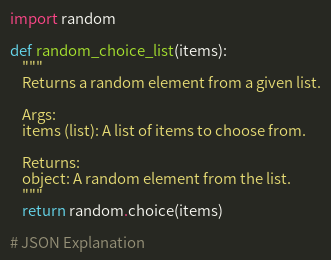 import random
def random_choice_list(items):
"""
Returns a random element from a given list.
Args:
items (list): A list of items to choose from.
Returns:
object: A random element from the list.
"""
return random.choice(items)
# JSON Explanation